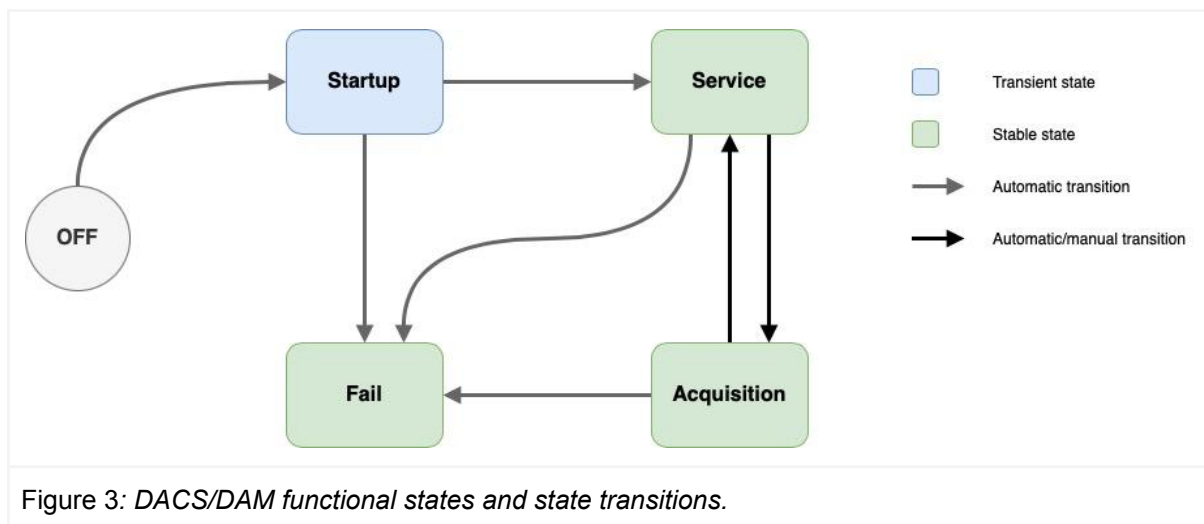 Startup
Service
Transient state
Stable state
Automatic transition
OFF
Automatic/manual transition
Fail
Acquisition
Figure 3: DACS/DAM functional states and state transitions.